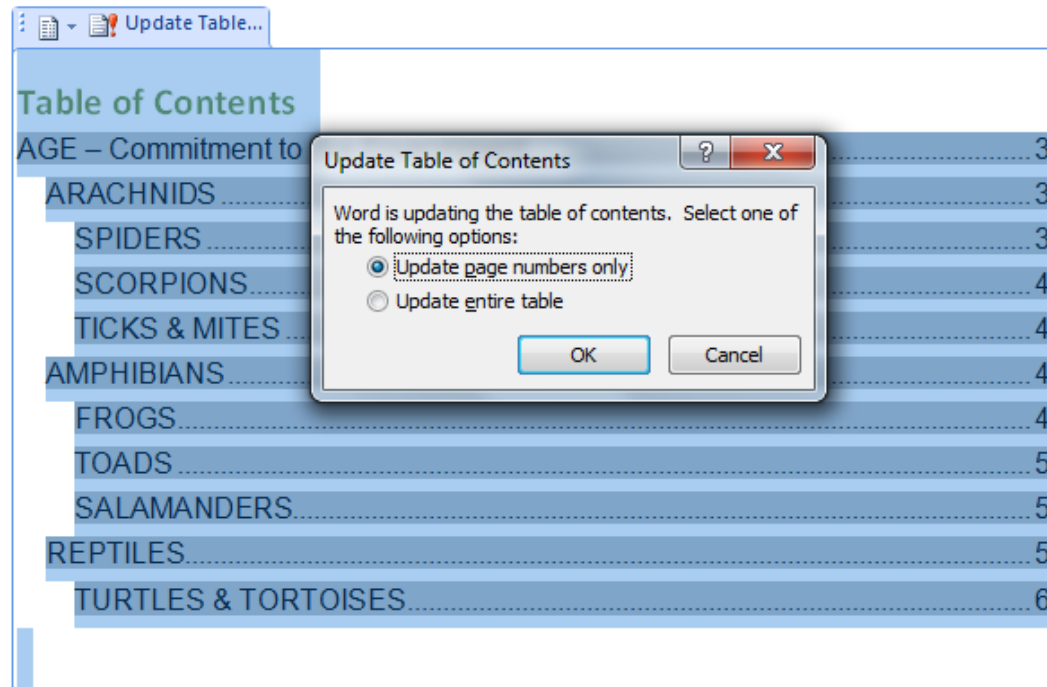 Update Table...
Table of Contents
AGE – Commitment to ........ 3
ARACHNIDS ........ 3
SPIDERS ........ 3
SCORPIONS ........ 4
TICKS & MITES ........ 4
AMPHIBIANS ........ 4
FROGS ........ 4
TOADS ........ 5
SALAMANDERS ........ 5
REPTILES ........ 5
TURTLES & TORTOISES ........ 6
Update Table of Contents
Word is updating the table of contents. Select one of
the following options:
Update page numbers only
Update entire table
OK Cancel